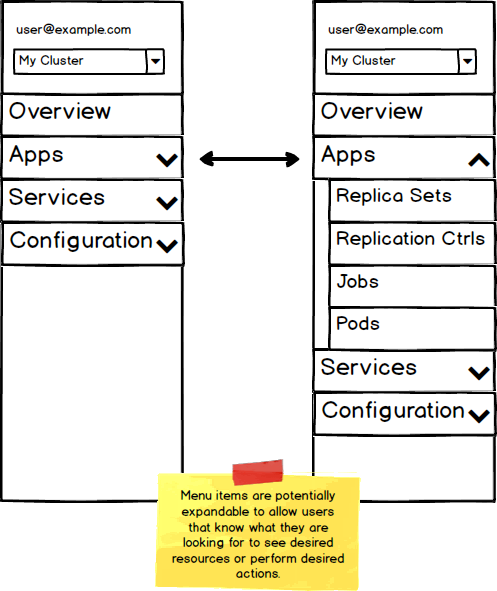 user@example.com
My Cluster
Overview
Apps
Services
Configuration
user@example.com
My Cluster
Overview
Apps
Replica Sets
Replication Ctrls
Jobs
Pods
Services
Configuration
Menu items are potentially
expandable to allow users
that know what they are
looking for to see desired
resources or perform desired
actions.